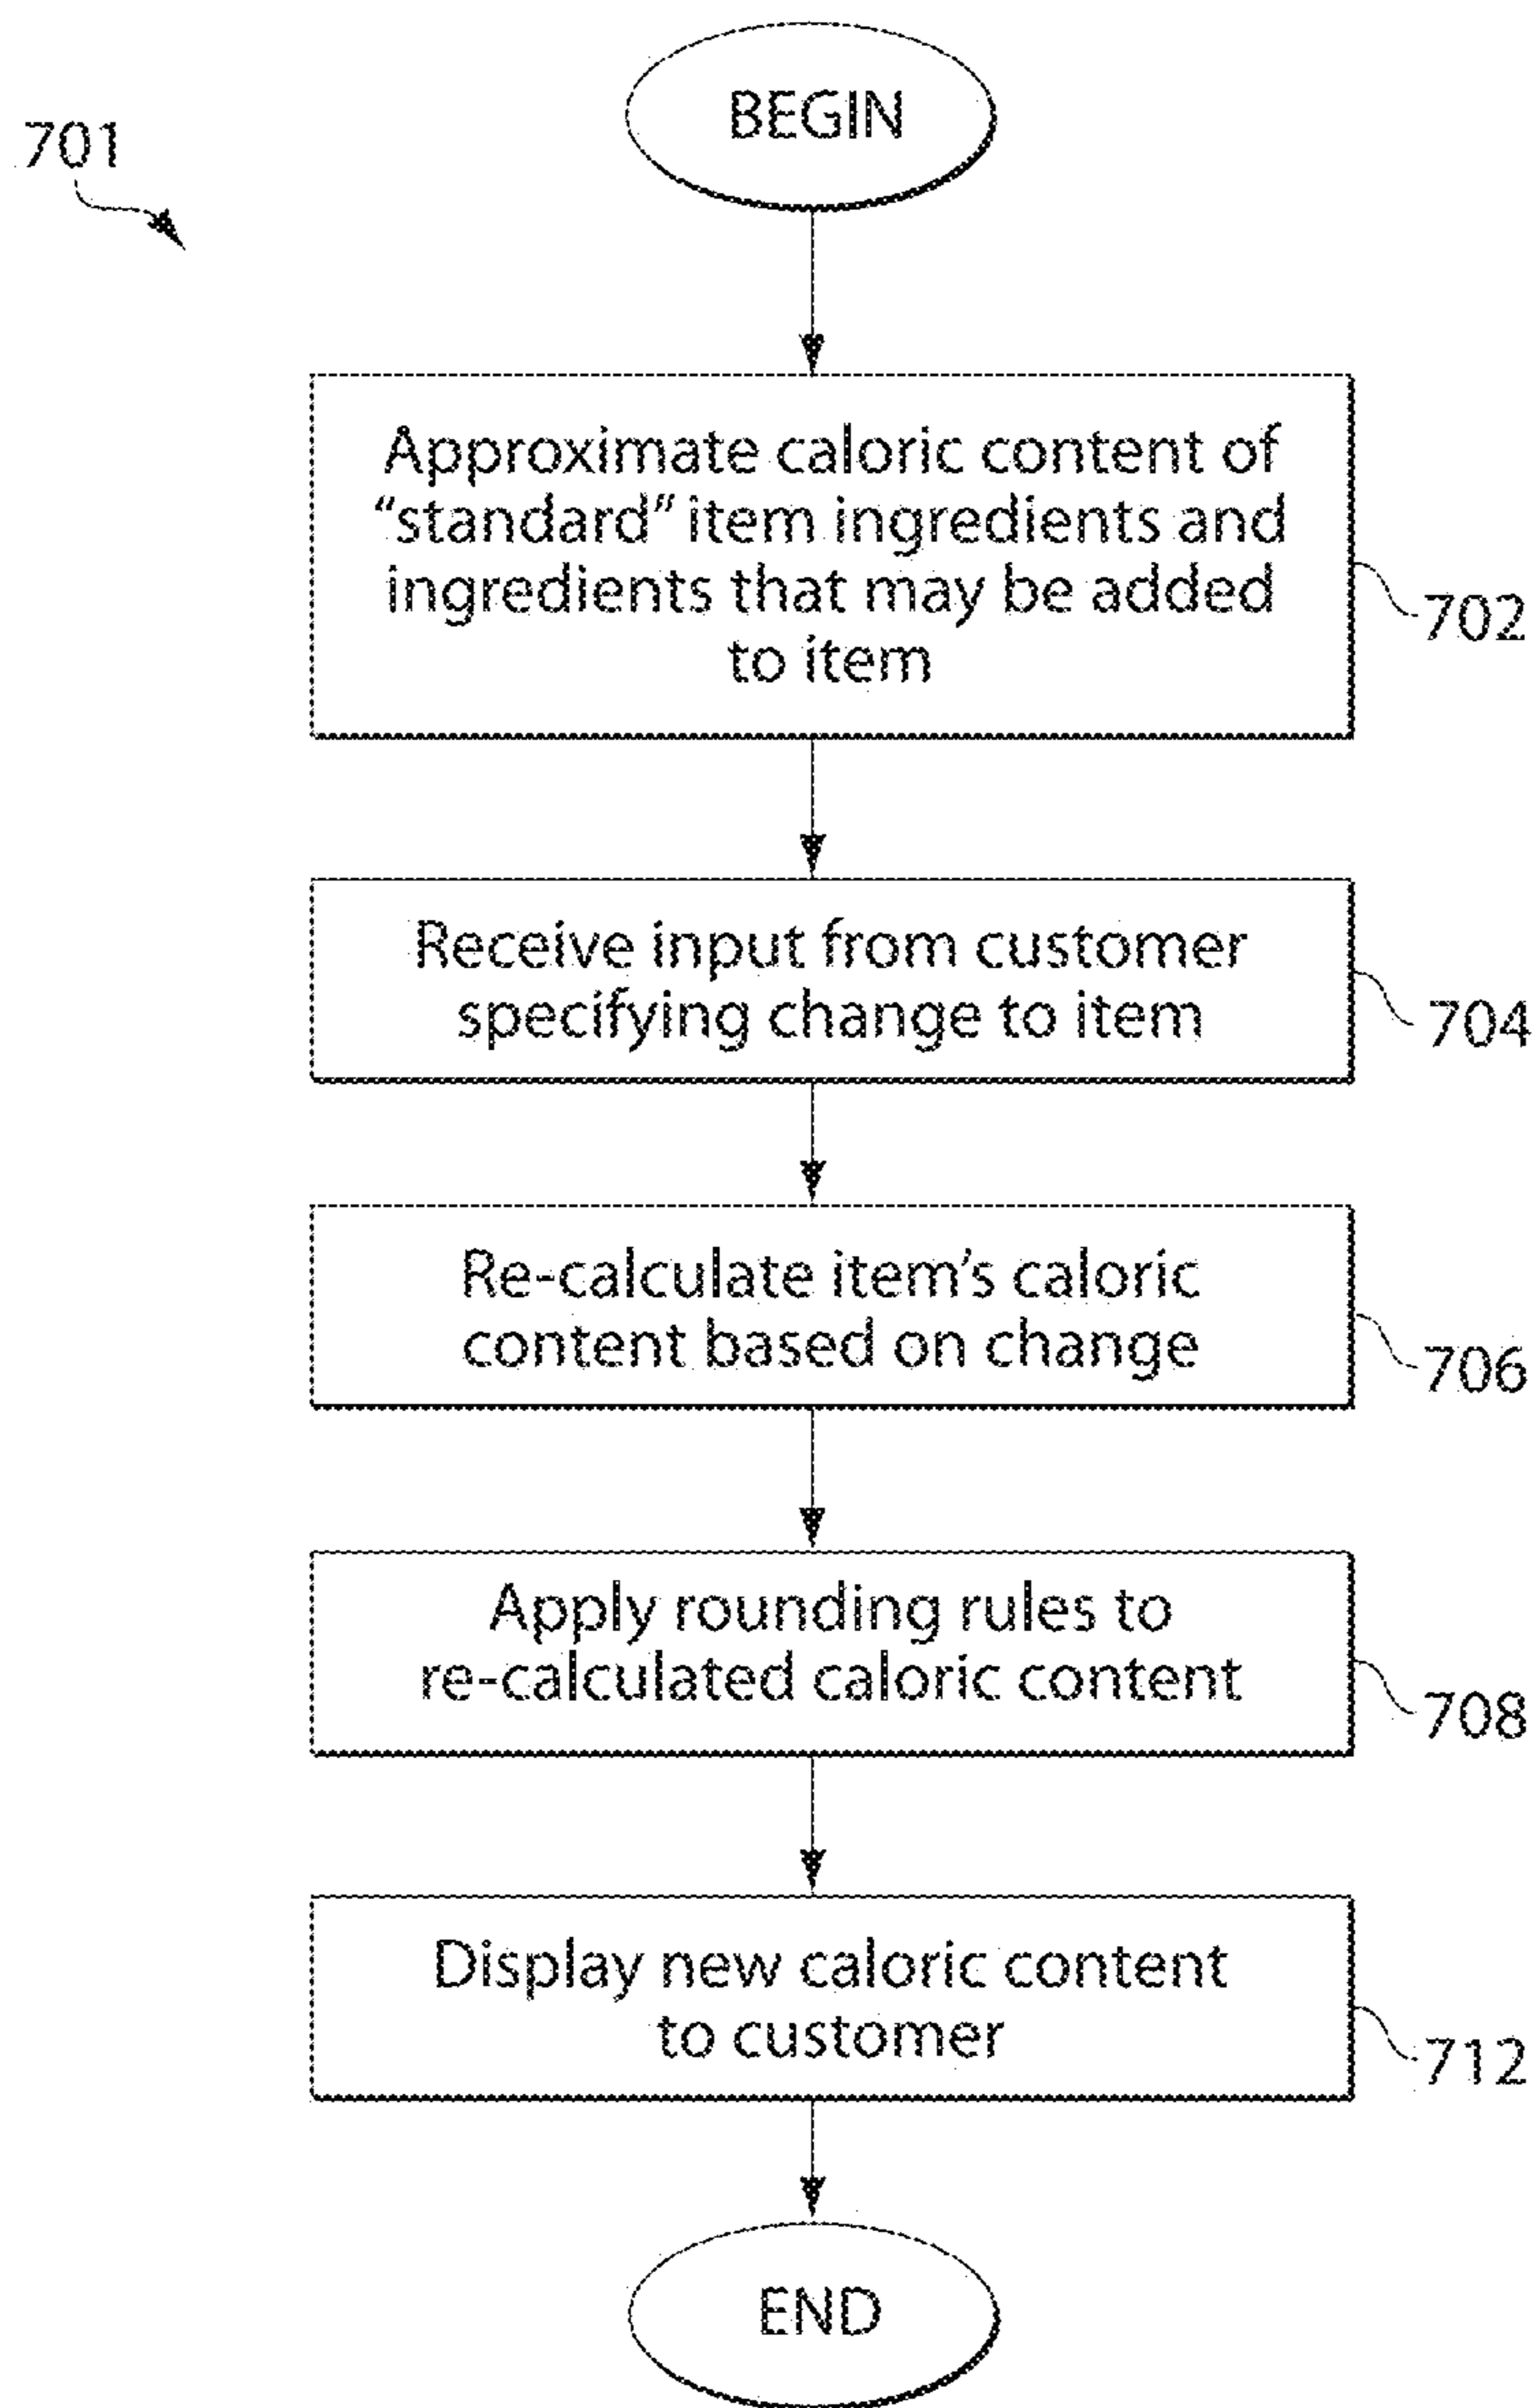 BEGIN
701
Approximate caloric content of
“standard” item ingredients and
ingredients that may be added
to item
702
Receive input from customer
specifying change to item
704
Re-calculate item’s caloric
content based on change
706
Apply rounding rules to
re-calculated caloric content
708
Display new caloric content
to customer
712
END